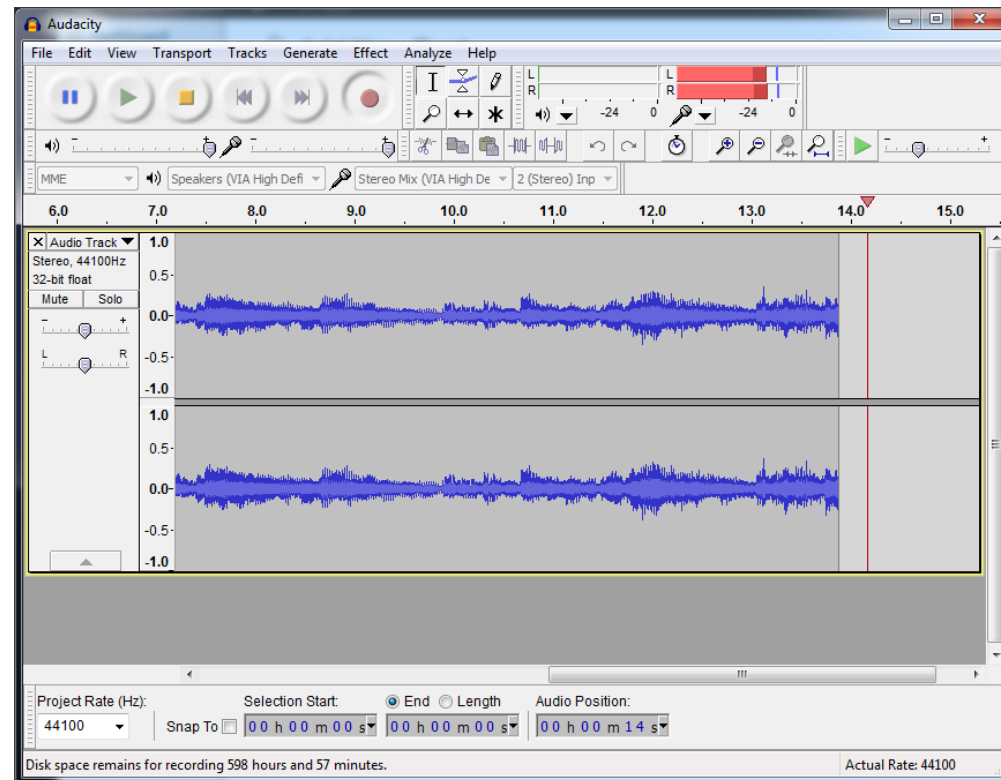 Audacity
File Edit View Transport Tracks Generate Effect Analyze Help
L L
R R
-24 0 -24 0
MME Speakers (VIA High Defi Stereo Mix (VIA High De 2 (Stereo) Inp
6.0 7.0 8.0 9.0 10.0 11.0 12.0 13.0 14.0 15.0
X Audio Track 1.0
Stereo, 44100Hz
32-bit float 0.5
Mute Solo
- + 0.0
L R -0.5
-1.0
1.0
0.5
0.0
-0.5
-1.0
Project Rate (Hz): Selection Start: End Length Audio Position:
44100 Snap To 00 h 00 m 00 s 00 h 00 m 00 s 00 h 00 m 14 s
Disk space remains for recording 598 hours and 57 minutes. Actual Rate: 44100